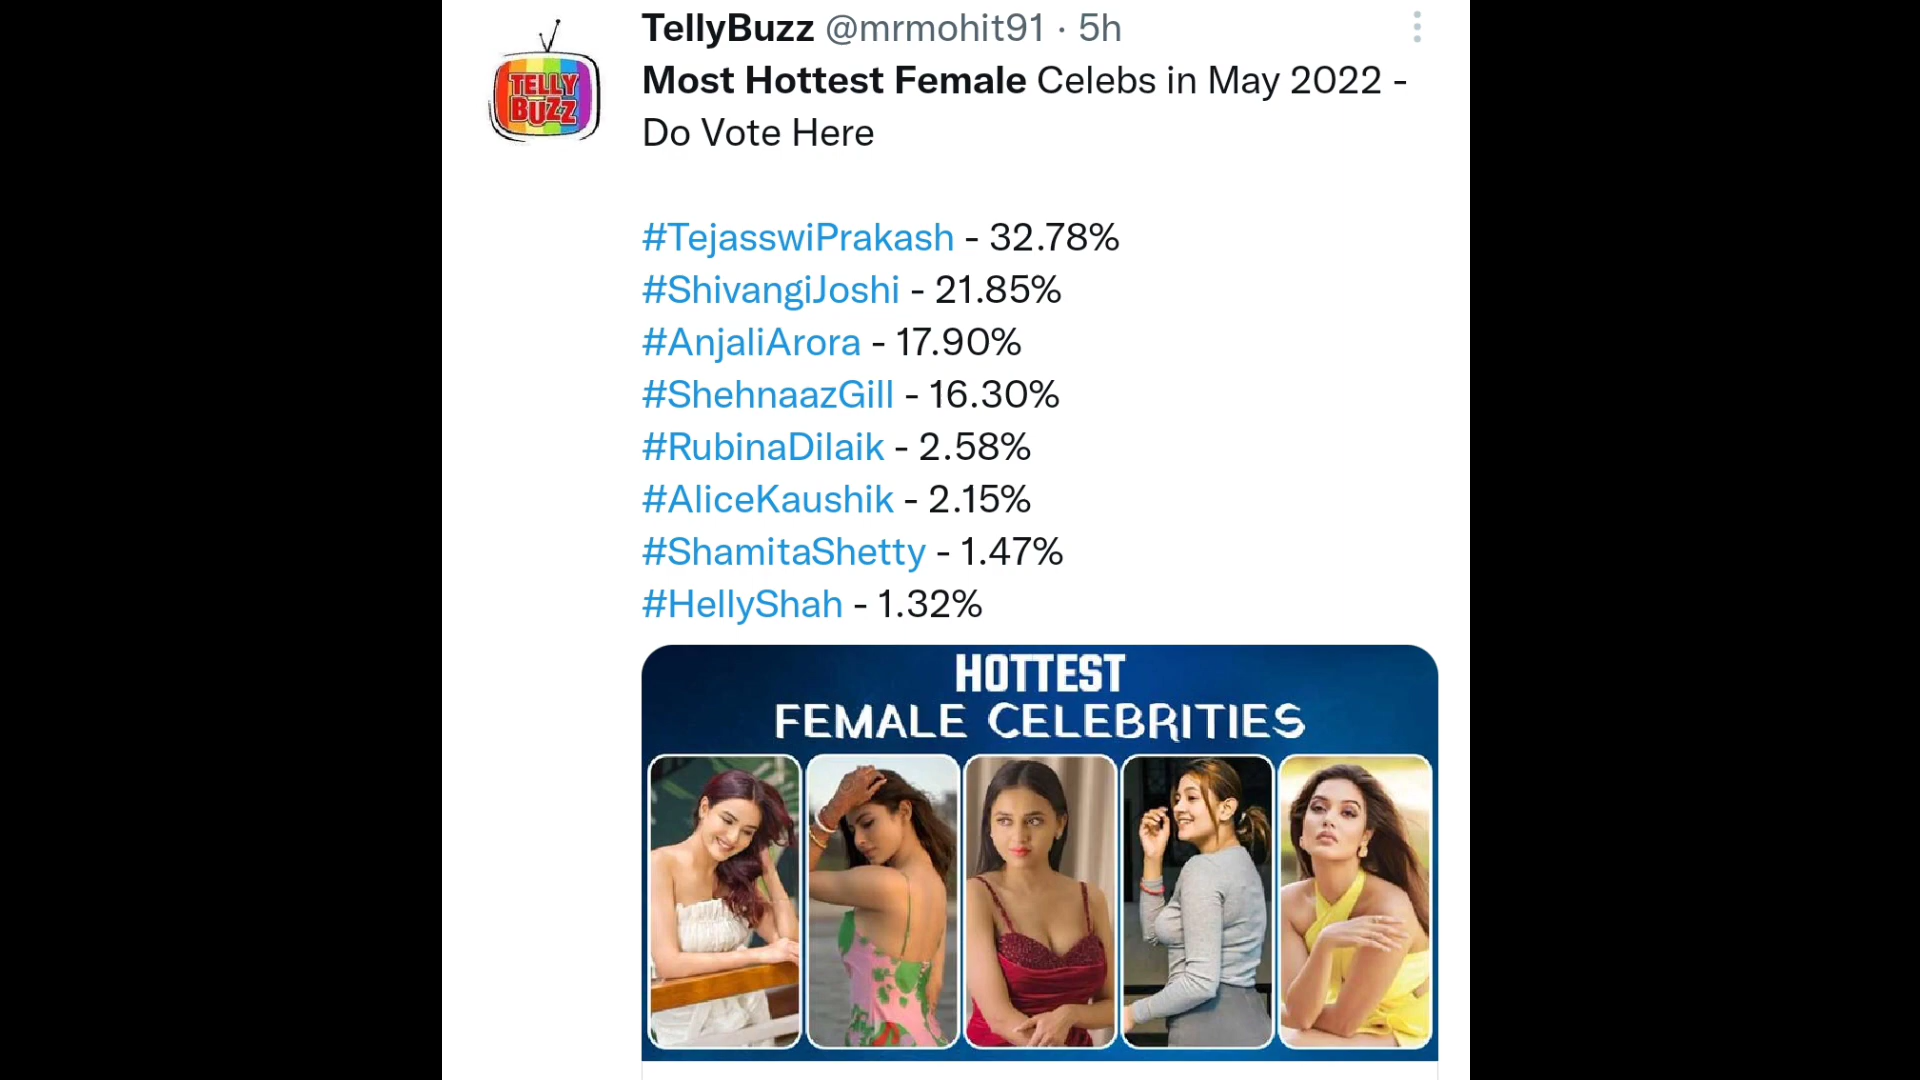 TellyBuzz @mrmohit91 · 5h
Most Hottest Female Celebs in May 2022 -
Do Vote Here
#TejasswiPrakash - 32.78%
#ShivangiJoshi - 21.85%
#AnjaliArora - 17.90%
#ShehnaazGill - 16.30%
#RubinaDilaik - 2.58%
#AliceKaushik - 2.15%
#ShamitaShetty - 1.47%
#HellyShah - 1.32%
TELLY
BUZZ
HOTTEST
FEMALE CELEBRITIES